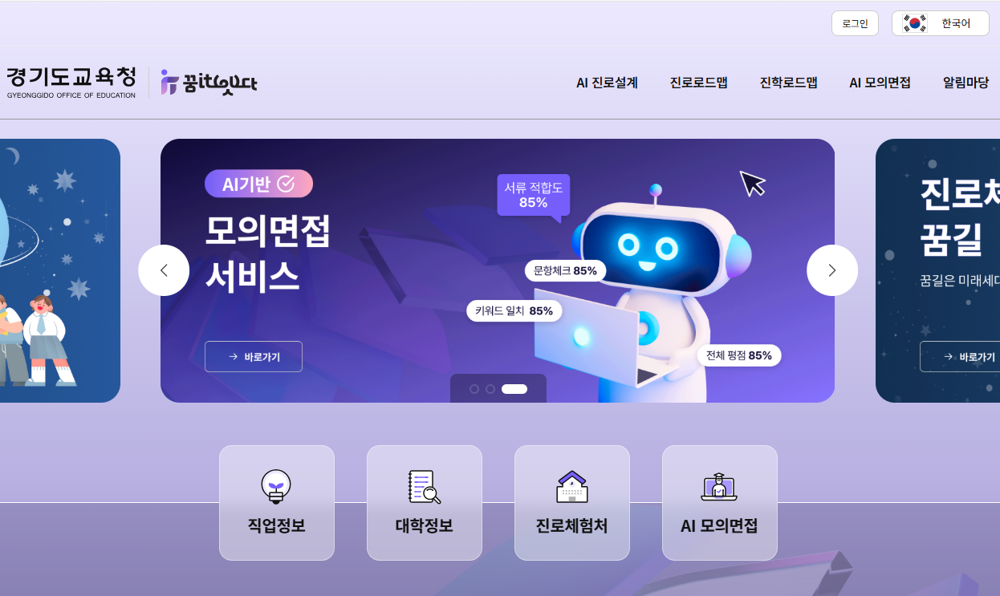 로그인
한국어
경기도교육청
GYEONGGIDO OFFICE OF EDUCATION
꿈it다
AI 진로설계
진로로드맵
진학로드맵
AI 모의면접
알림마당
AI기반
모의면접
서비스
바로가기
서류 적합도
85%
문항체크 85%
키워드 일치 85%
전체 평점 85%
꿈길
꿈길은 미래세대
바로가기
직업정보
대학정보
진로체험처
AI 모의면접